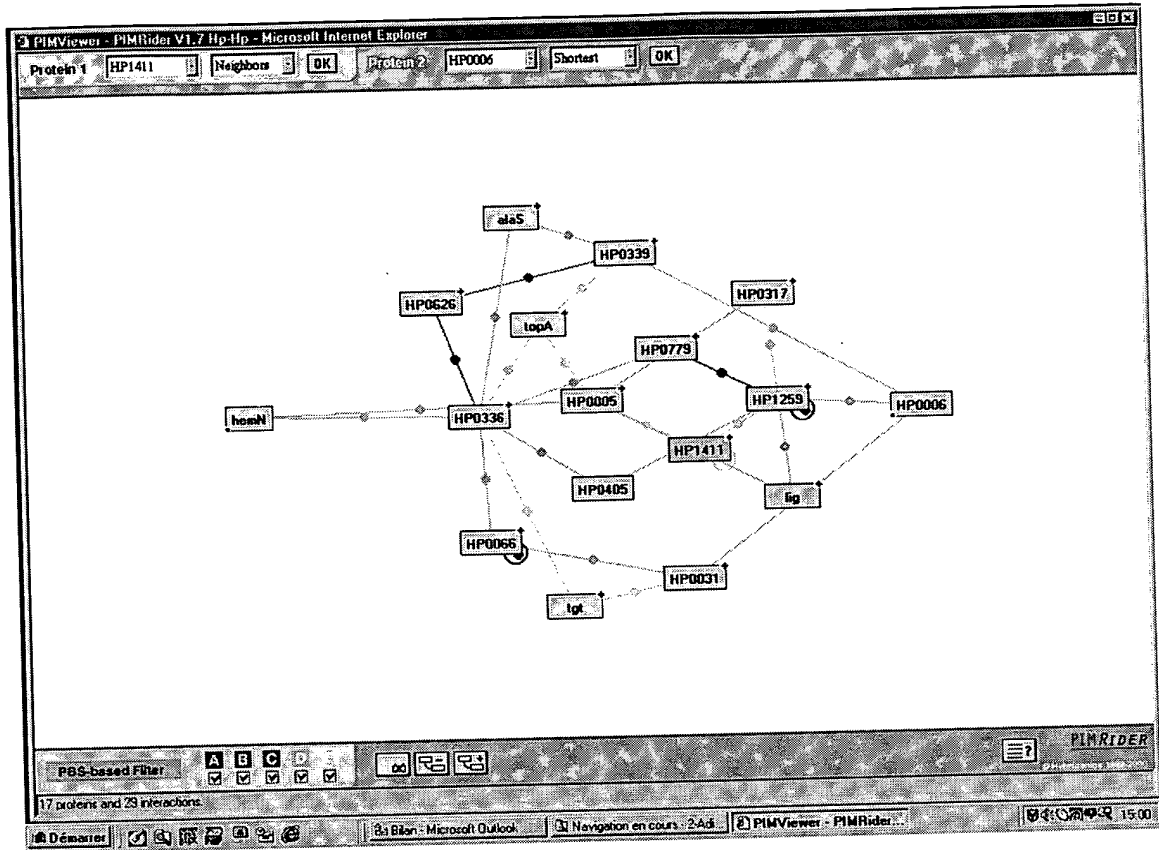 PIMViewer - PIMRider V1.7 Hp-Hp - Microsoft Internet Explorer
Protein 1 HP1411 Neighbors OK Protein 2 HP0006 Shortest OK
alaS
HP0339
HP0317
HP0626
topA
HP0779
HP0005
HP1259
HP0006
homN
HP0336
HP1411
HP0405
lig
HP0066
HP0031
tgt
PBS-based Filter
A B C D E
PIMRIDER
17 proteins and 29 interactions.
Démarrer
Bilan - Microsoft Outlook
Navigation en cours - 2-Adi
PIMViewer - PIMRider...
15:00